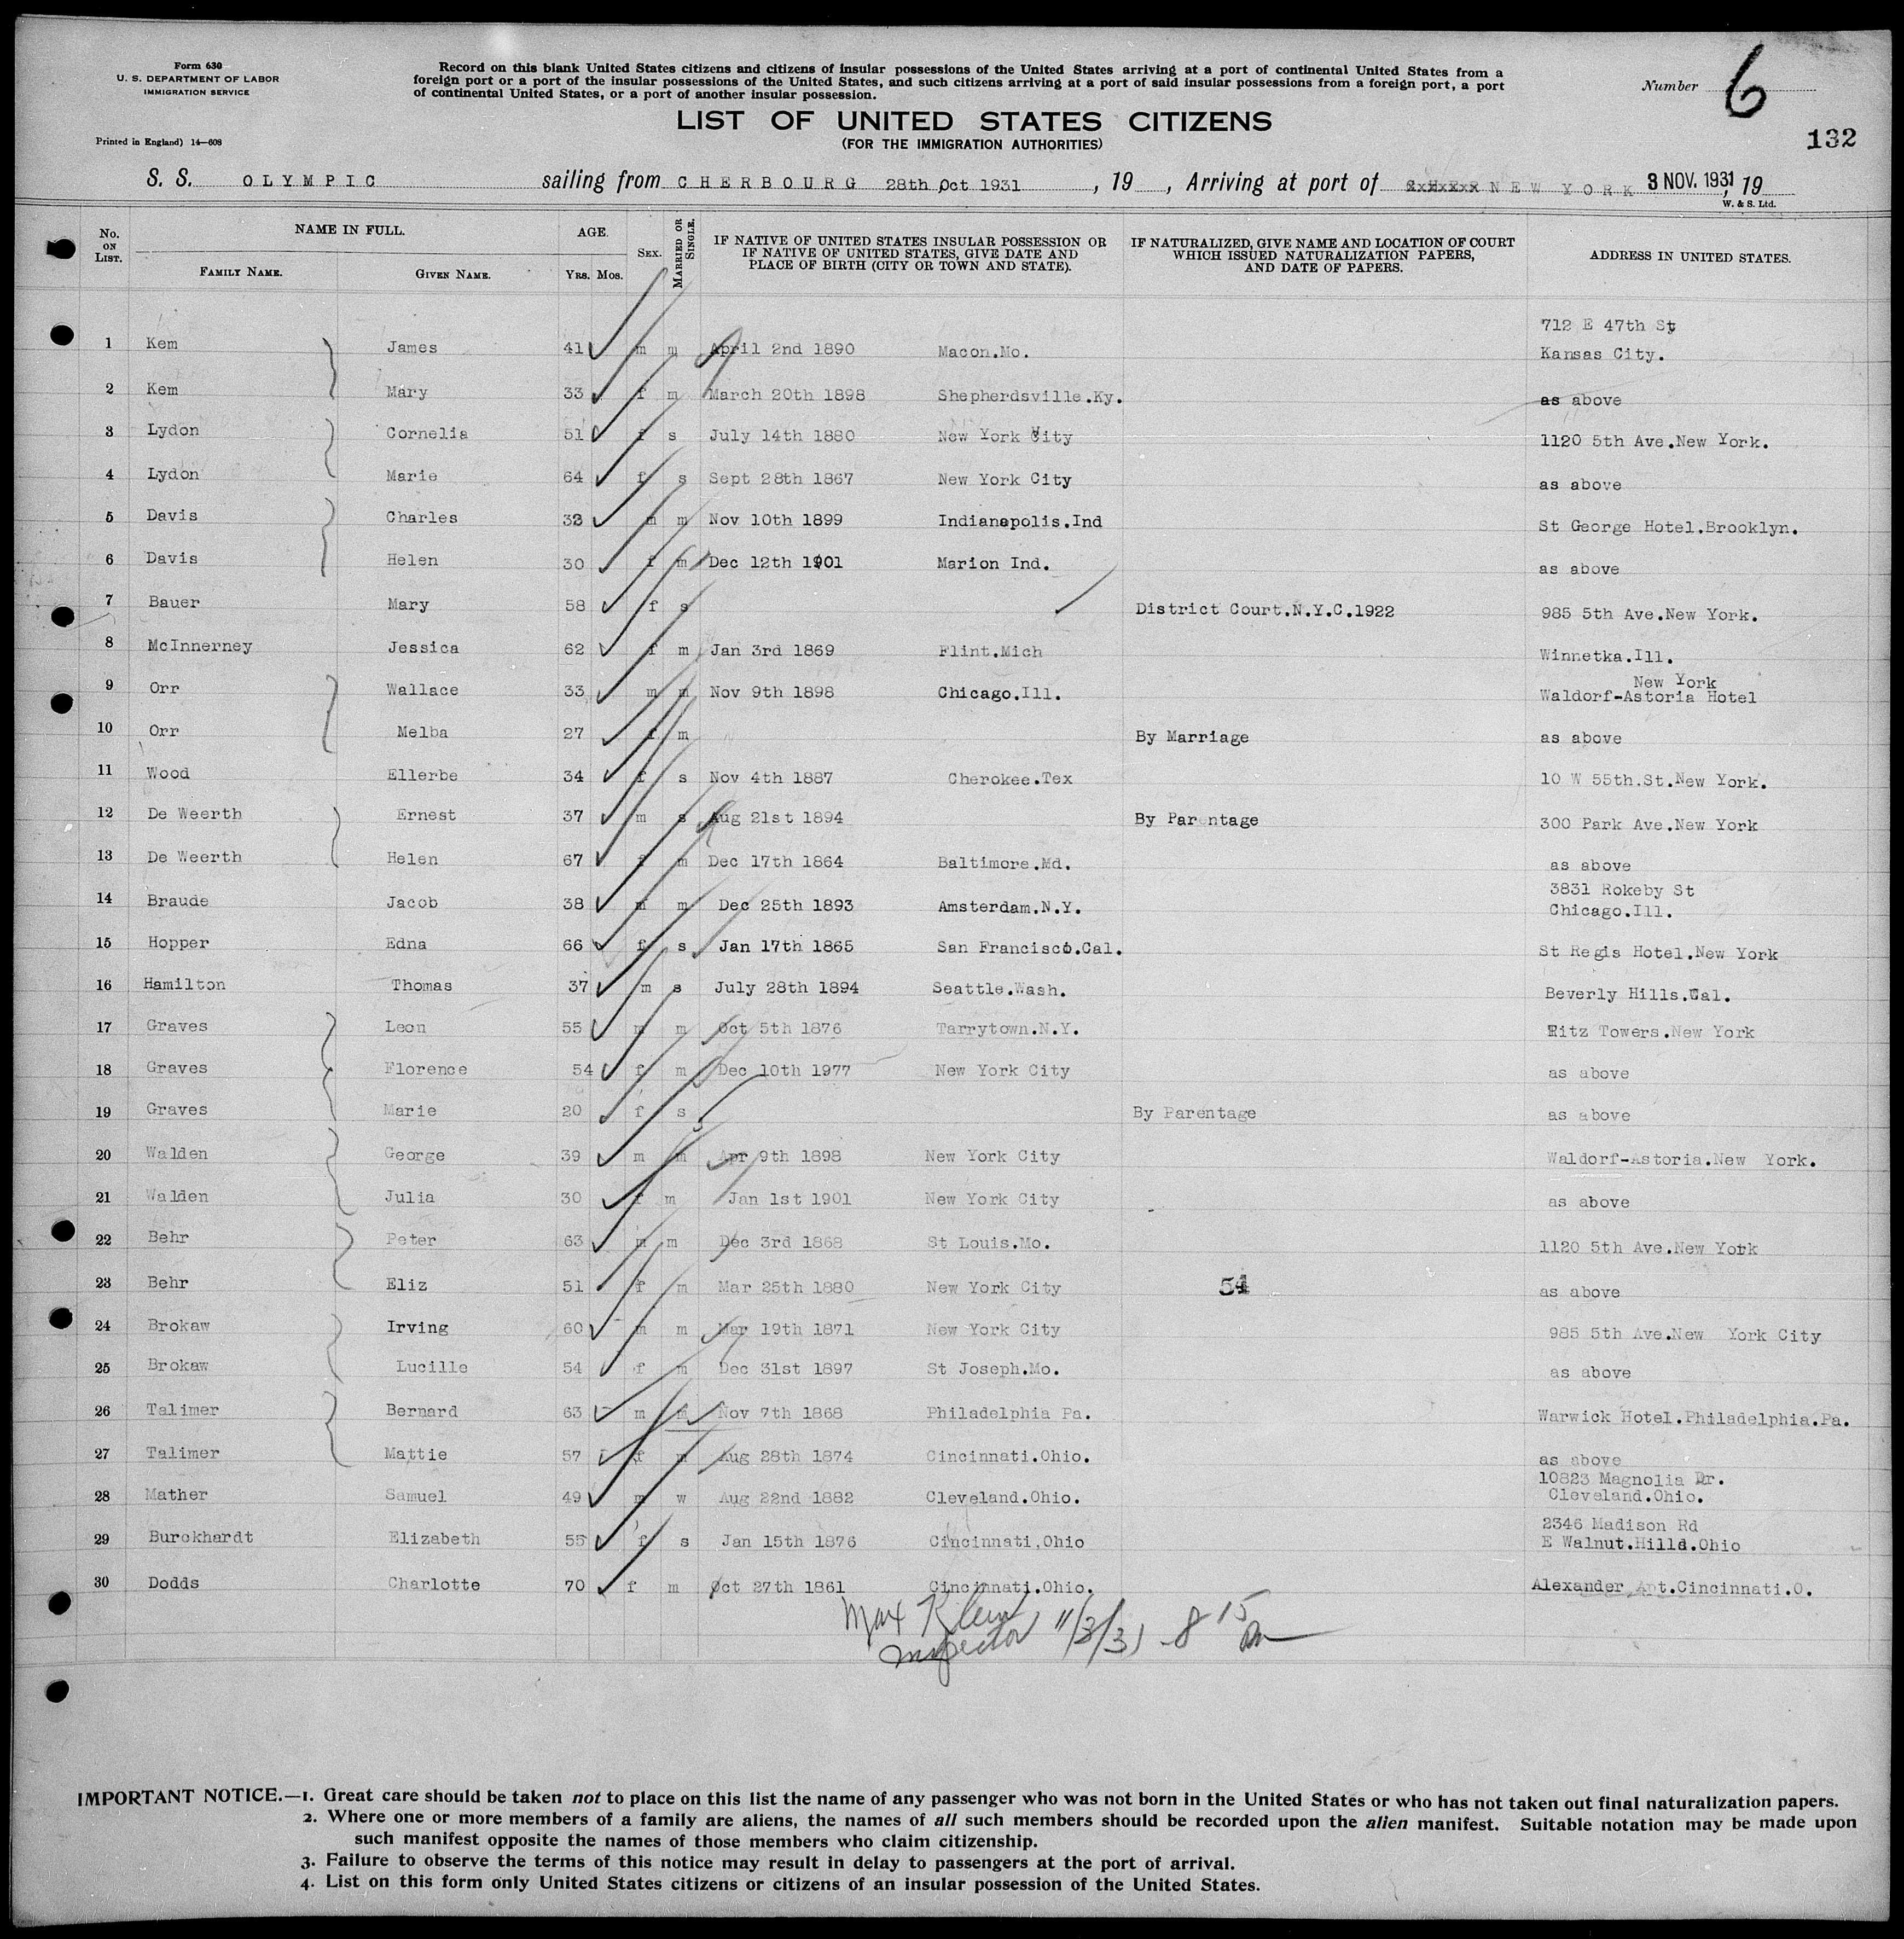 Form 630
U. S. DEPARTMENT OF LABOR
IMMIGRATION SERVICE
Printed in England) 14—608
Record on this blank United States citizens and citizens of insular possessions of the United States arriving at a port of continental United States from a
foreign port or a port of the insular possessions of the United States, and such citizens arriving at a port of said insular possessions from a foreign port, a port
of continental United States, or a port of another insular possession.
Number 6
LIST OF UNITED STATES CITIZENS
(FOR THE IMMIGRATION AUTHORITIES)
132
S. S. OLYMPIC sailing from CHERBOURG 28th Oct 1931, 19 , Arriving at port of NEW YORK 3 NOV. 1931, 19
W. & S. Ltd.
No. ON LIST. NAME IN FULL. FAMILY NAME. GIVEN NAME. AGE. YRS. MOS. SEX. MARRIED OR SINGLE. IF NATIVE OF UNITED STATES INSULAR POSSESSION OR IF NATIVE OF UNITED STATES, GIVE DATE AND PLACE OF BIRTH (CITY OR TOWN AND STATE). IF NATURALIZED, GIVE NAME AND LOCATION OF COURT WHICH ISSUED NATURALIZATION PAPERS, AND DATE OF PAPERS. ADDRESS IN UNITED STATES.
712 E 47th St
1 Kem James 41 m m April 2nd 1890 Macon.Mo. Kansas City.
2 Kem Mary 33 f m March 20th 1898 Shepherdsville.Ky. as above
3 Lydon Cornelia 51 f s July 14th 1880 New York City 1120 5th Ave.New York.
4 Lydon Marie 64 f s Sept 28th 1867 New York City as above
5 Davis Charles 32 m m Nov 10th 1899 Indianapolis.Ind St George Hotel.Brooklyn.
6 Davis Helen 30 f m Dec 12th 1901 Marion Ind. as above
7 Bauer Mary 58 f s District Court.N.Y.C.1922 985 5th Ave.New York.
8 McInnerney Jessica 62 f m Jan 3rd 1869 Flint.Mich Winnetka.Ill.
New York
9 Orr Wallace 33 m m Nov 9th 1898 Chicago.Ill. Waldorf-Astoria Hotel
10 Orr Melba 27 f m By Marriage as above
11 Wood Ellerbe 34 f s Nov 4th 1887 Cherokee.Tex 10 W 55th.St.New York.
12 De Weerth Ernest 37 m s Aug 21st 1894 By Parentage 300 Park Ave.New York
13 De Weerth Helen 67 f m Dec 17th 1864 Baltimore.Md. as above
3831 Rokeby St
14 Braude Jacob 38 m m Dec 25th 1893 Amsterdam.N.Y. Chicago.Ill.
15 Hopper Edna 66 f s Jan 17th 1865 San Francisco.Cal. St Regis Hotel.New York
16 Hamilton Thomas 37 m s July 28th 1894 Seattle.Wash. Beverly Hills.Cal.
17 Graves Leon 55 m m Oct 5th 1876 Tarrytown.N.Y. Ritz Towers.New York
18 Graves Florence 54 f m Dec 10th 1977 New York City as above
19 Graves Marie 20 f s By Parentage as above
20 Walden George 39 m m Apr 9th 1898 New York City Waldorf-Astoria.New York.
21 Walden Julia 30 f m Jan 1st 1901 New York City as above
22 Behr Peter 63 m m Dec 3rd 1868 St Louis.Mo. 1120 5th Ave.New York
23 Behr Eliz 51 f m Mar 25th 1880 New York City 51 as above
24 Brokaw Irving 60 m m Mar 19th 1871 New York City 985 5th Ave.New York City
25 Brokaw Lucille 54 f m Dec 31st 1897 St Joseph.Mo. as above
26 Talimer Bernard 63 m m Nov 7th 1868 Philadelphia Pa. Warwick Hotel.Philadelphia.Pa.
27 Talimer Mattie 57 f m Aug 28th 1874 Cincinnati.Ohio. as above
10823 Magnolia Dr.
28 Mather Samuel 49 m w Aug 22nd 1882 Cleveland.Ohio. Cleveland.Ohio.
2346 Madison Rd
29 Burckhardt Elizabeth 55 f s Jan 15th 1876 Cincinnati,Ohio E Walnut.Hills.Ohio
30 Dodds Charlotte 70 f m Oct 27th 1861 Cincinnati.Ohio. Alexander Apt.Cincinnati.O.
Max Klein 11/3/31 8 15
Inspector
IMPORTANT NOTICE.—1. Great care should be taken not to place on this list the name of any passenger who was not born in the United States or who has not taken out final naturalization papers.
2. Where one or more members of a family are aliens, the names of all such members should be recorded upon the alien manifest. Suitable notation may be made upon
such manifest opposite the names of those members who claim citizenship.
3. Failure to observe the terms of this notice may result in delay to passengers at the port of arrival.
4. List on this form only United States citizens or citizens of an insular possession of the United States.